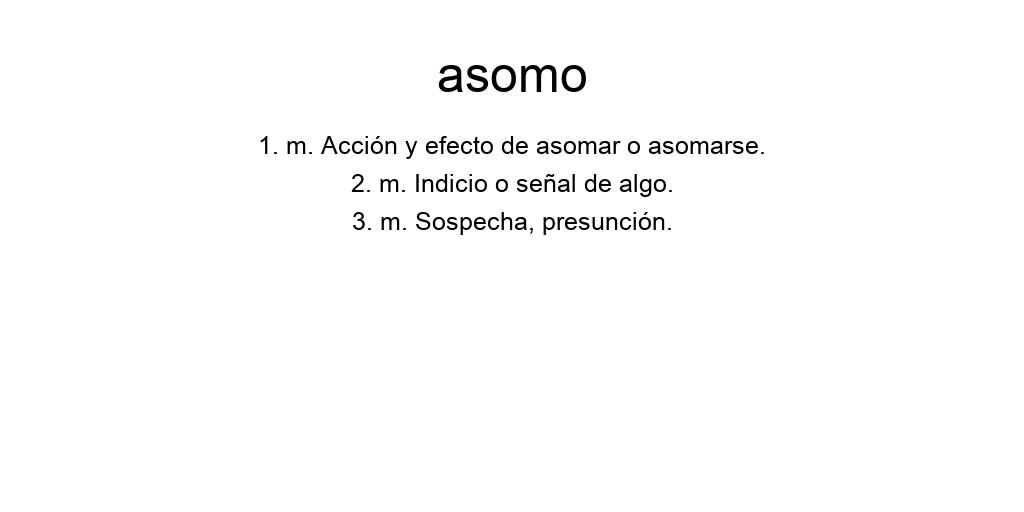 asomo
1. m. Acción y efecto de asomar o asomarse.
2. m. Indicio o señal de algo.
3. m. Sospecha, presunción.